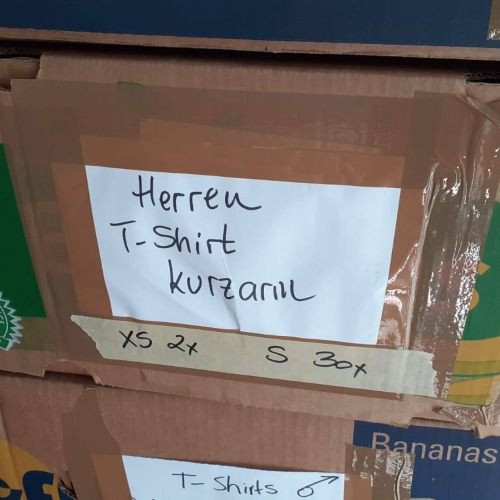 Herren
T-Shirt
Kurzarm
XS 2x S 30x
Bananas
T-Shirts ♂